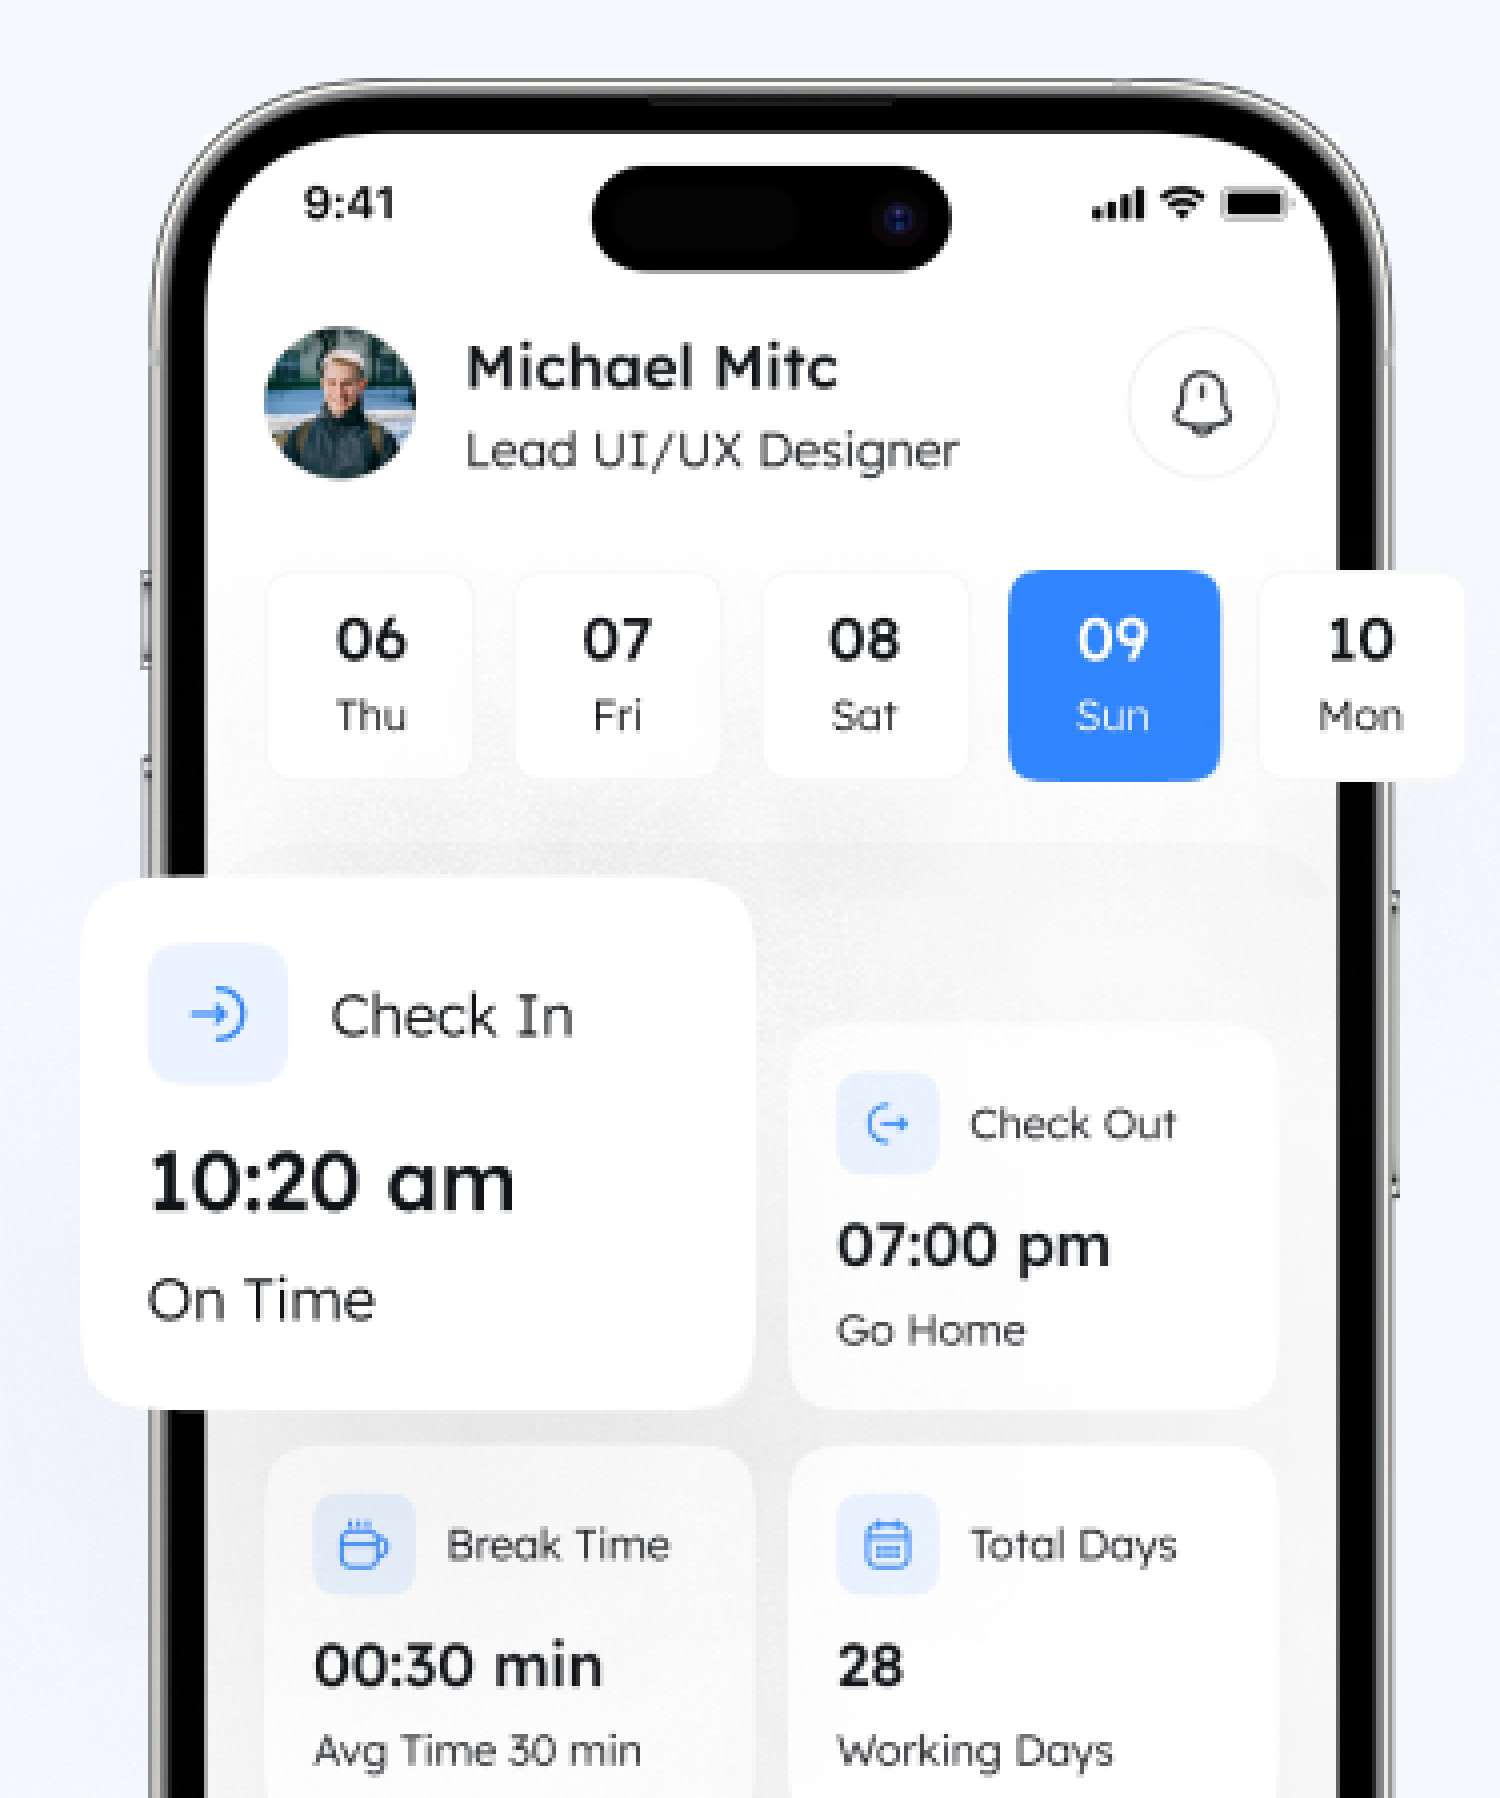 9:41
Michael Mitc
Lead UI/UX Designer
06 07 08 09 10
Thu Fri Sat Sun Mon
Check In
10:20 am
On Time
Check Out
07:00 pm
Go Home
Break Time
00:30 min
Avg Time 30 min
Total Days
28
Working Days